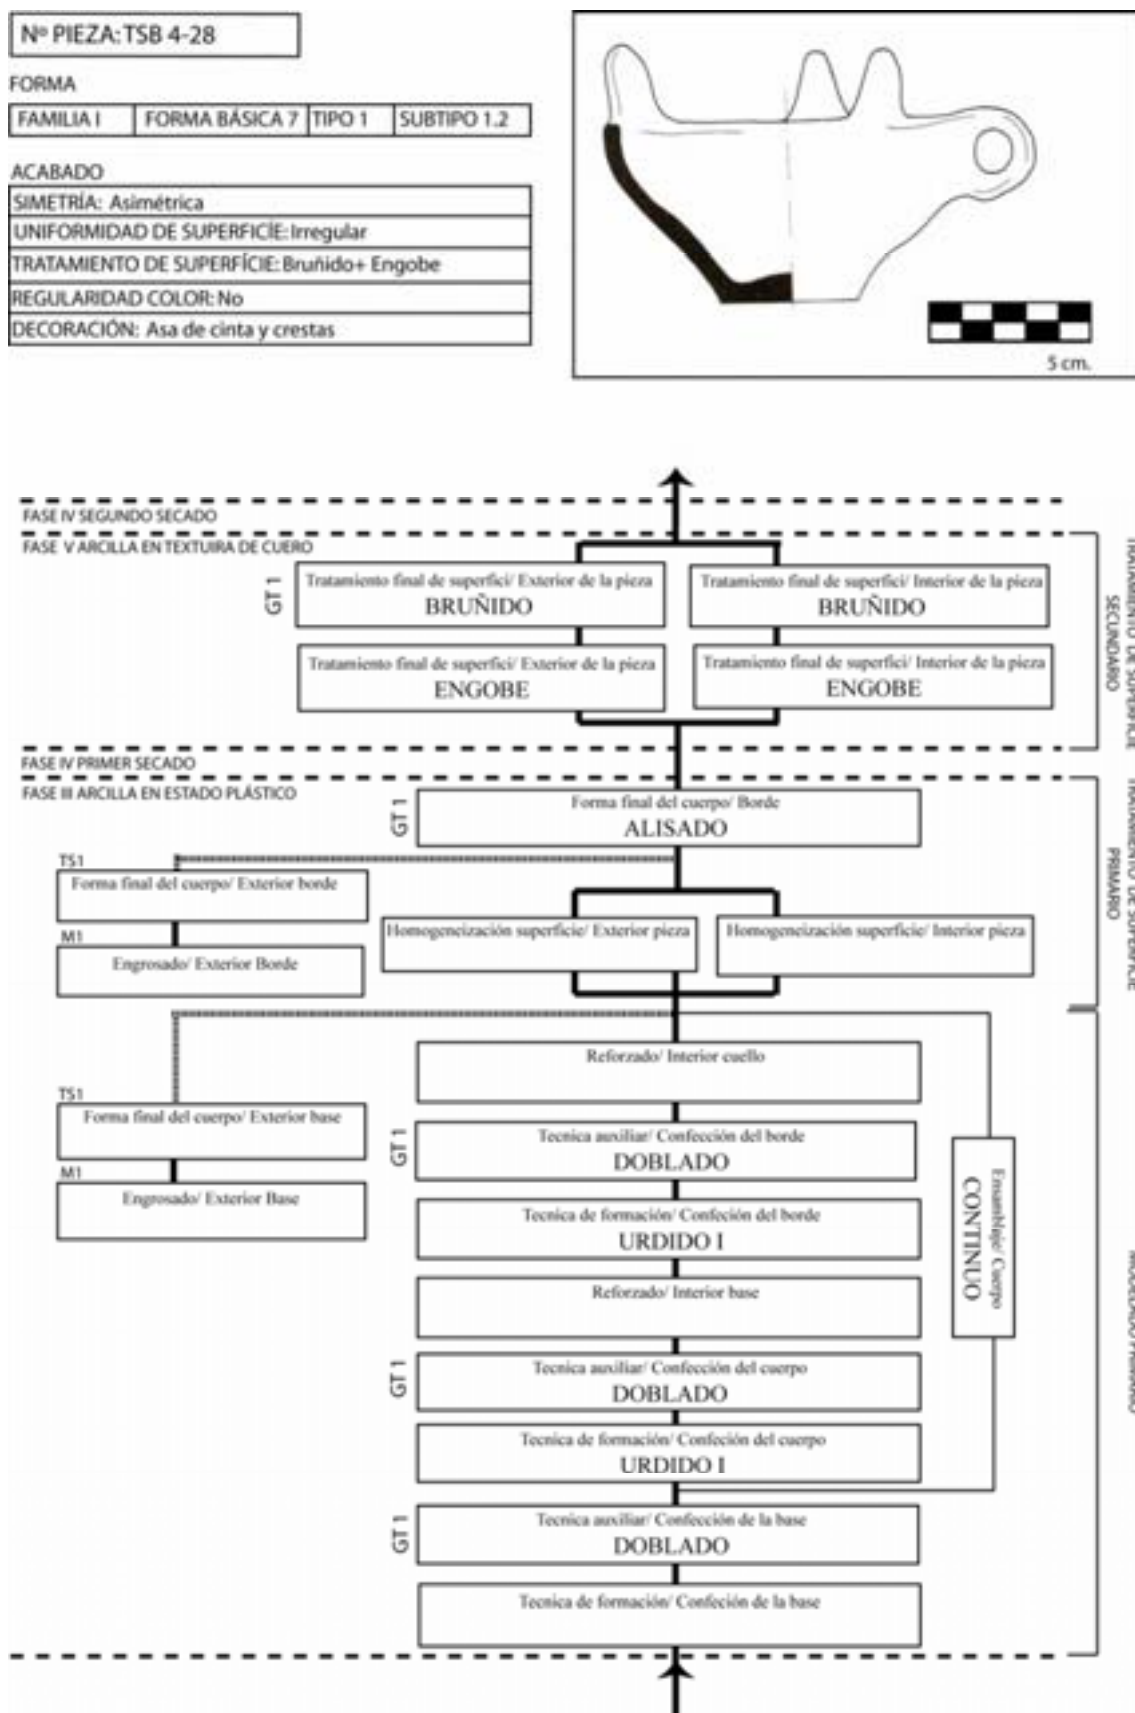 Nº PIEZA: TSB 4-28
FORMA
FAMILIA I FORMA BÁSICA 7 TIPO 1 SUBTIPO 1.2
ACABADO
SIMETRÍA: Asimétrica
UNIFORMIDAD DE SUPERFICÍE: Irregular
TRATAMIENTO DE SUPERFÍCIE: Bruñido+ Engobe
REGULARIDAD COLOR: No
DECORACIÓN: Asa de cinta y crestas
5 cm.
FASE IV SEGUNDO SECADO
FASE V ARCILLA EN TEXTUIRA DE CUERO
GT 1
Tratamiento final de superfici/ Exterior de la pieza
BRUÑIDO
Tratamiento final de superfici/ Interior de la pieza
BRUÑIDO
Tratamiento final de superfici/ Exterior de la pieza
ENGOBE
Tratamiento final de superfici/ Interior de la pieza
ENGOBE
TRATAMIENTO DE SUPERFICIE
SECUNDARIO
FASE IV PRIMER SECADO
FASE III ARCILLA EN ESTADO PLÁSTICO
GT 1
Forma final del cuerpo/ Borde
ALISADO
TS1
Forma final del cuerpo/ Exterior borde
M1
Engrosado/ Exterior Borde
Homogeneización superficie/ Exterior pieza
Homogeneización superficie/ Interior pieza
TRATAMIENTO DE SUPERFICIE
PRIMARIO
Reforzado/ Interior cuello
TS1
Forma final del cuerpo/ Exterior base
M1
Engrosado/ Exterior Base
GT 1
Tecnica auxiliar/ Confección del borde
DOBLADO
Tecnica de formación/ Confeción del borde
URDIDO I
Reforzado/ Interior base
GT 1
Tecnica auxiliar/ Confección del cuerpo
DOBLADO
Tecnica de formación/ Confeción del cuerpo
URDIDO I
Ensamblaje/ Cuerpo
CONTINUO
MODELADO PRIMARIO
GT 1
Tecnica auxiliar/ Confección de la base
DOBLADO
Tecnica de formación/ Confeción de la base